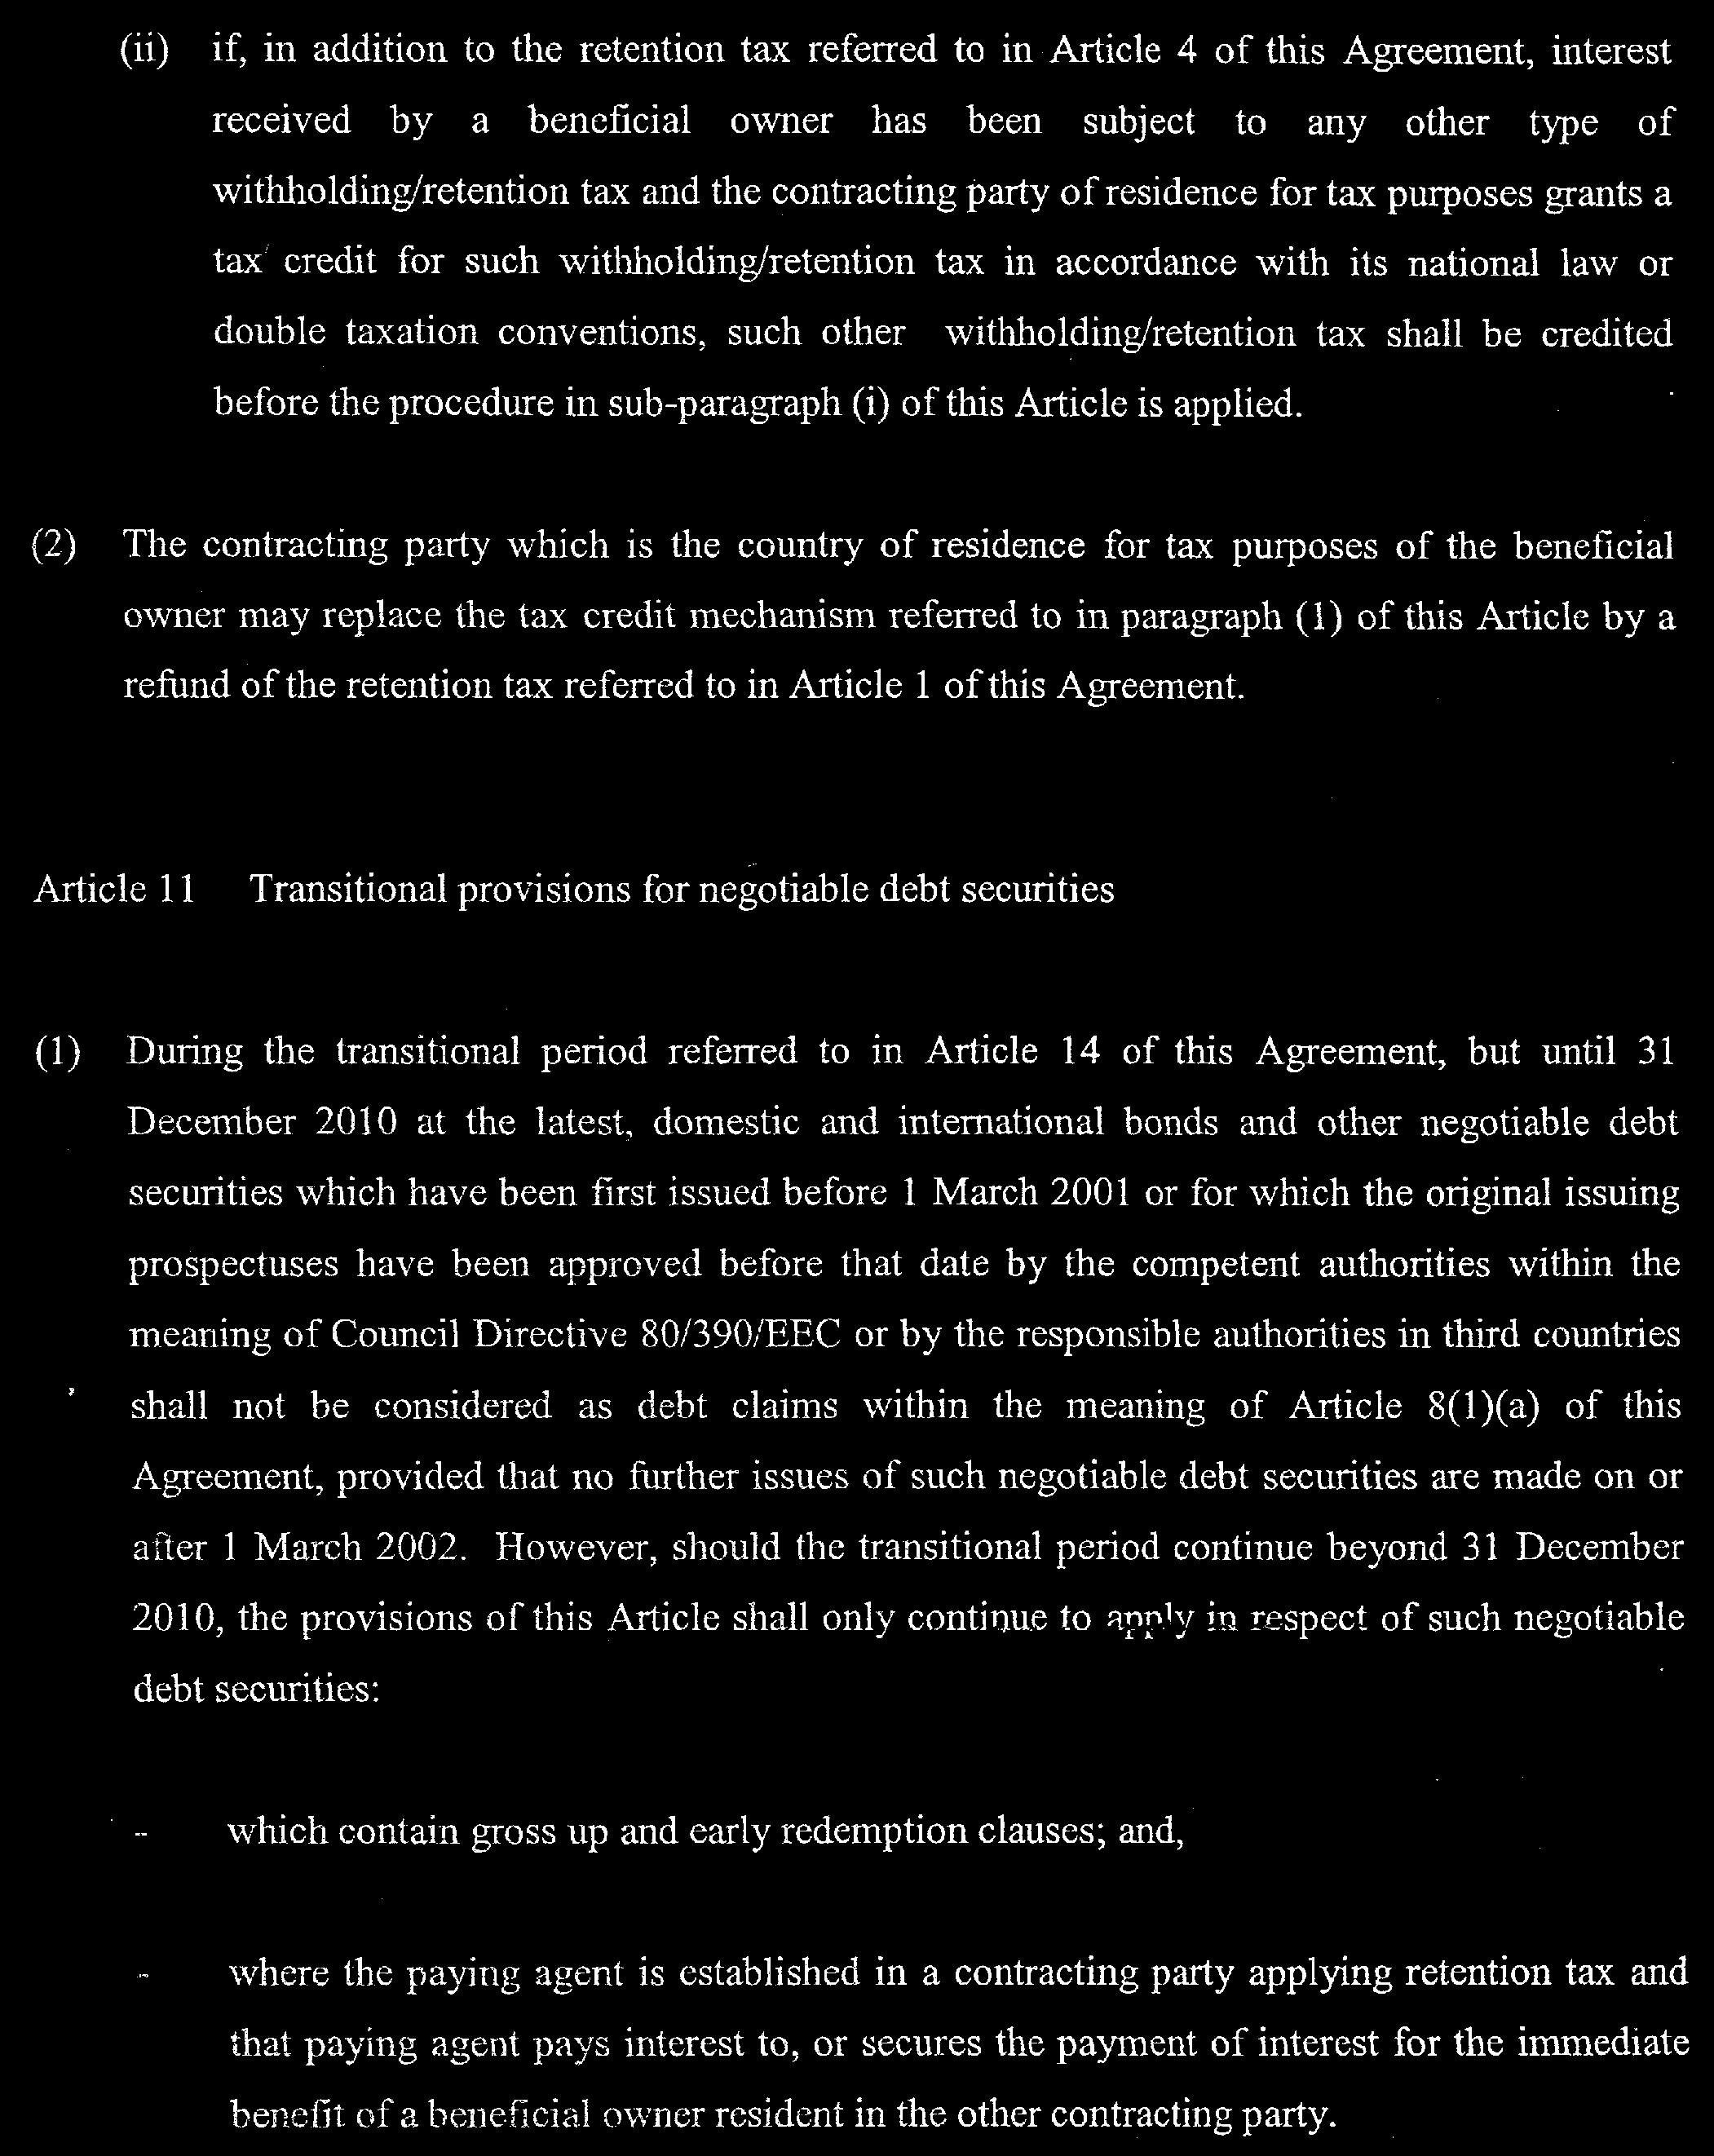 (ii) if, in addition to the retention tax referred to in Article 4 of this Agreement, interest
received by a beneficial owner has been subject to any other type of
withholding/retention tax and the contracting party of residence for tax purposes grants a
tax credit for such withholding/retention tax in accordance with its national law or
double taxation conventions, such other withholding/retention tax shall be credited
before the procedure in sub-paragraph (i) of this Article is applied.
(2) The contracting party which is the country of residence for tax purposes of the beneficial
owner may replace the tax credit mechanism referred to in paragraph (1) of this Article by a
refund of the retention tax referred to in Article 1 of this Agreement.
Article 11 Transitional provisions for negotiable debt securities
(1) During the transitional period referred to in Article 14 of this Agreement, but until 31
December 2010 at the latest, domestic and international bonds and other negotiable debt
securities which have been first issued before 1 March 2001 or for which the original issuing
prospectuses have been approved before that date by the competent authorities within the
meaning of Council Directive 80/390/EEC or by the responsible authorities in third countries
shall not be considered as debt claims within the meaning of Article 8(1)(a) of this
Agreement, provided that no further issues of such negotiable debt securities are made on or
after 1 March 2002. However, should the transitional period continue beyond 31 December
2010, the provisions of this Article shall only continue to apply in respect of such negotiable
debt securities:
- which contain gross up and early redemption clauses; and,
- where the paying agent is established in a contracting party applying retention tax and
that paying agent pays interest to, or secures the payment of interest for the immediate
benefit of a beneficial owner resident in the other contracting party.